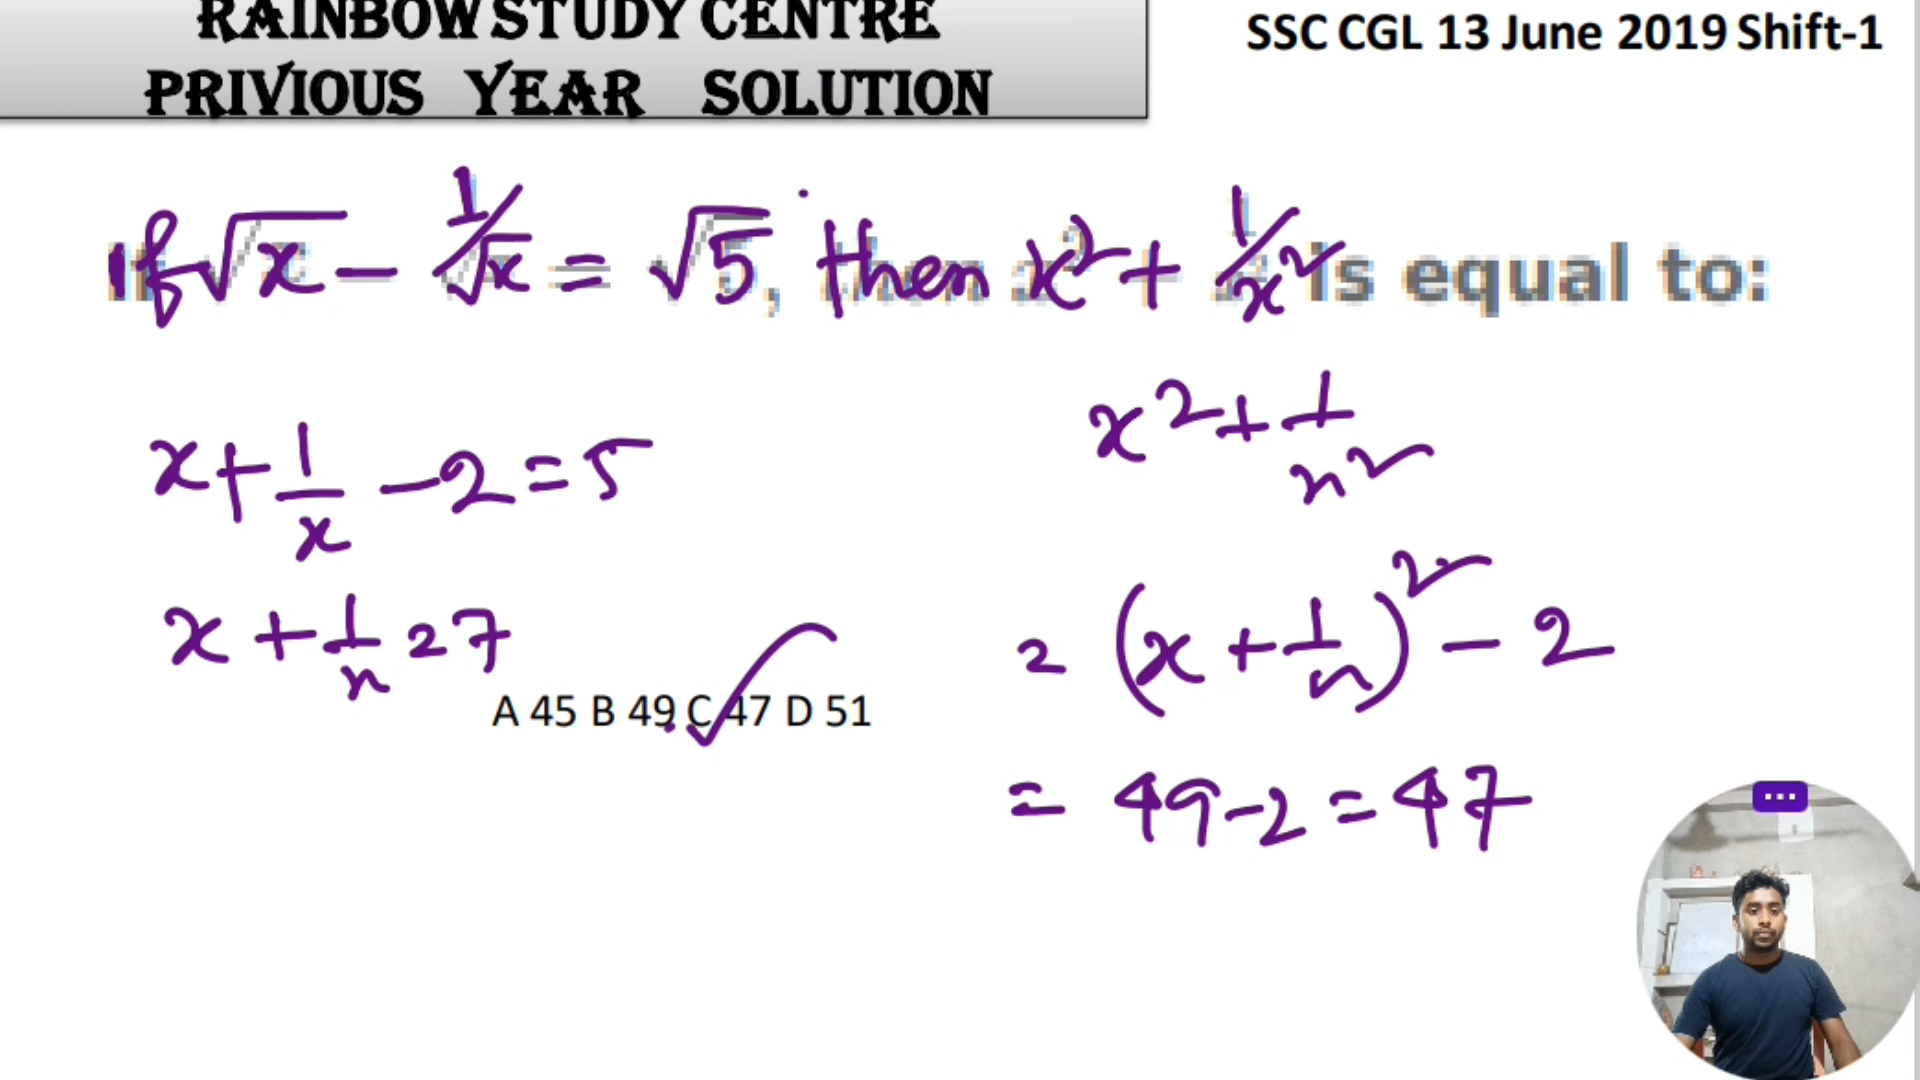 RAINBOW STUDY CENTRE
PRIVIOUS YEAR SOLUTION
SSC CGL 13 June 2019 Shift-1
If √x - 1/√x = √5, then x² + 1/x² is equal to:
x + 1/x - 2 = 5
x + 1/x = 7
A 45 B 49 C 47 D 51
x² + 1/x²
= (x + 1/x)² - 2
= 49 - 2 = 47